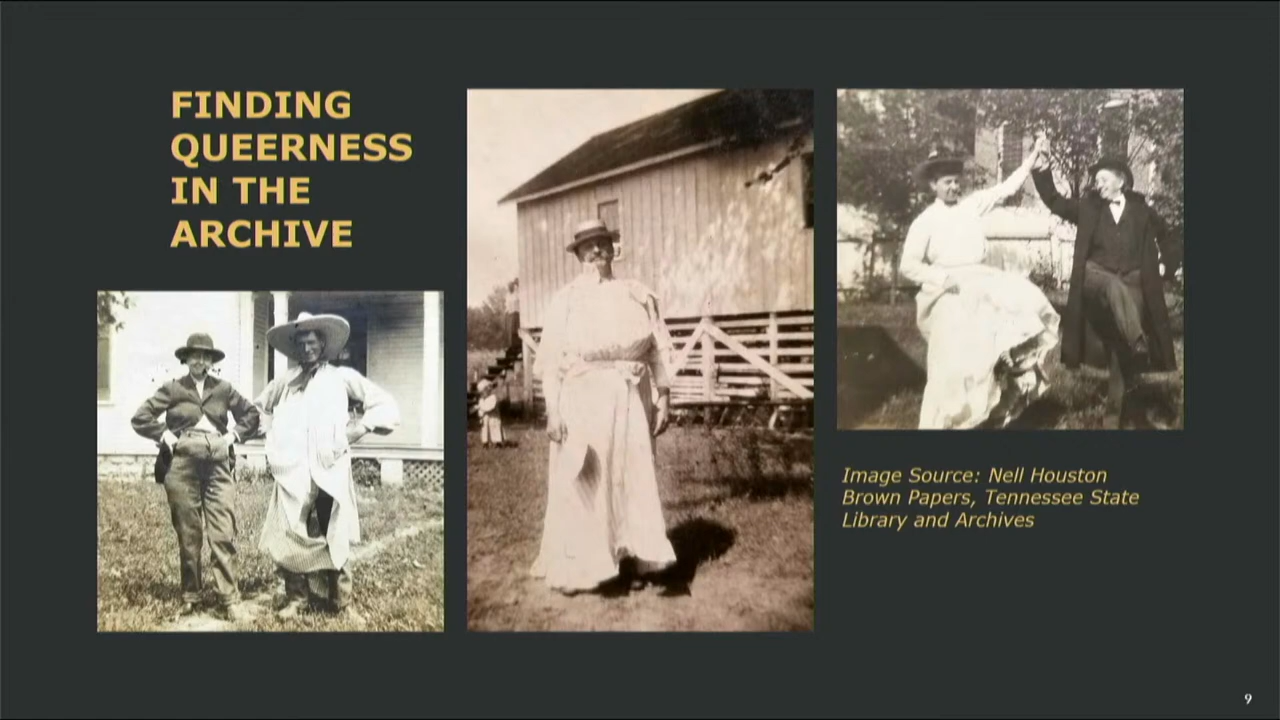 FINDING
QUEERNESS
IN THE
ARCHIVE
Image Source: Nell Houston
Brown Papers, Tennessee State
Library and Archives
9